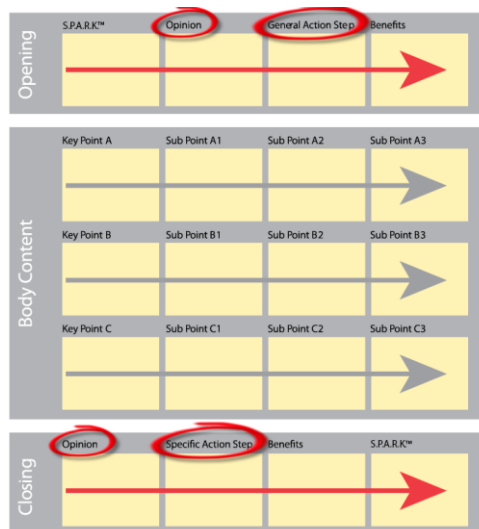 Opening
S.P.A.R.K.™ Opinion General Action Step Benefits
Body Content
Key Point A Sub Point A1 Sub Point A2 Sub Point A3
Key Point B Sub Point B1 Sub Point B2 Sub Point B3
Key Point C Sub Point C1 Sub Point C2 Sub Point C3
Closing
Opinion Specific Action Step Benefits S.P.A.R.K.™